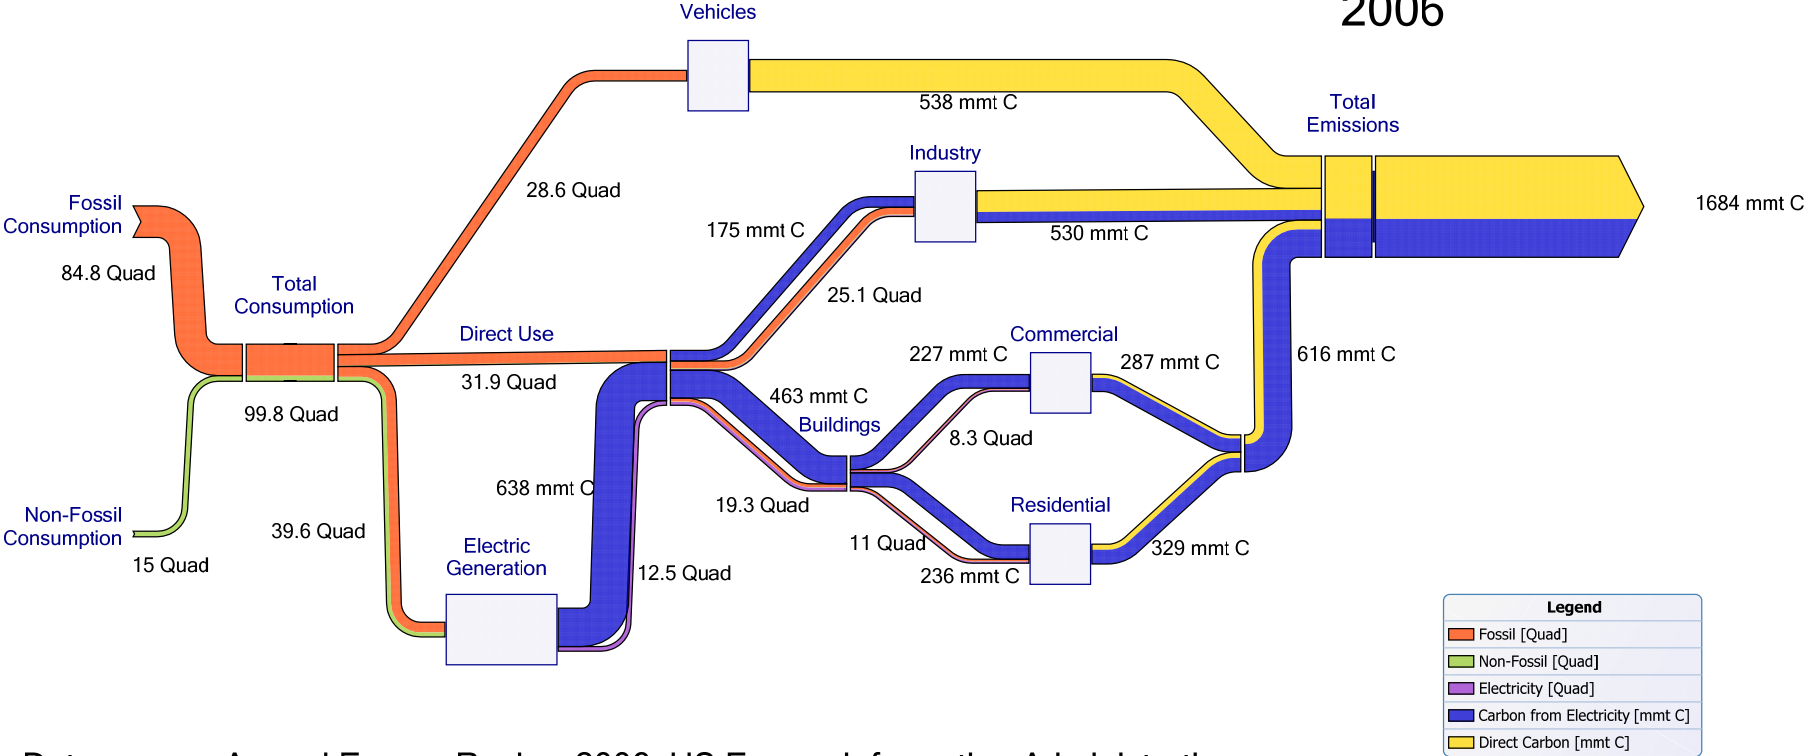 2006
Vehicles
538 mmt C
Total
Emissions
Industry
28.6 Quad
Fossil
Consumption
1684 mmt C
175 mmt C
530 mmt C
84.8 Quad
Total
Consumption
25.1 Quad
Direct Use
Commercial
227 mmt C
287 mmt C
616 mmt C
31.9 Quad
463 mmt C
99.8 Quad
Buildings
8.3 Quad
638 mmt C
19.3 Quad
Residential
Non-Fossil
Consumption
39.6 Quad
11 Quad
329 mmt C
Electric
Generation
15 Quad
12.5 Quad
236 mmt C
Legend
Fossil [Quad]
Non-Fossil [Quad]
Electricity [Quad]
Carbon from Electricity [mmt C]
Direct Carbon [mmt C]